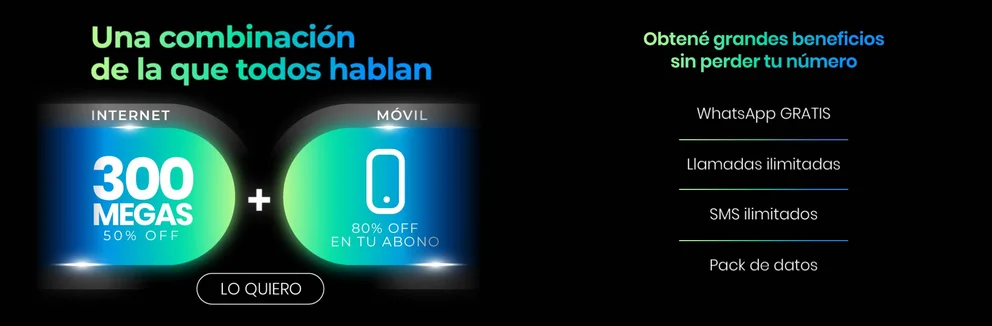 Una combinación
de la que todos hablan
INTERNET
300
MEGAS
50% OFF
+
MÓVIL
80% OFF
EN TU ABONO
LO QUIERO
Obtené grandes beneficios
sin perder tu número
WhatsApp GRATIS
Llamadas ilimitadas
SMS ilimitados
Pack de datos